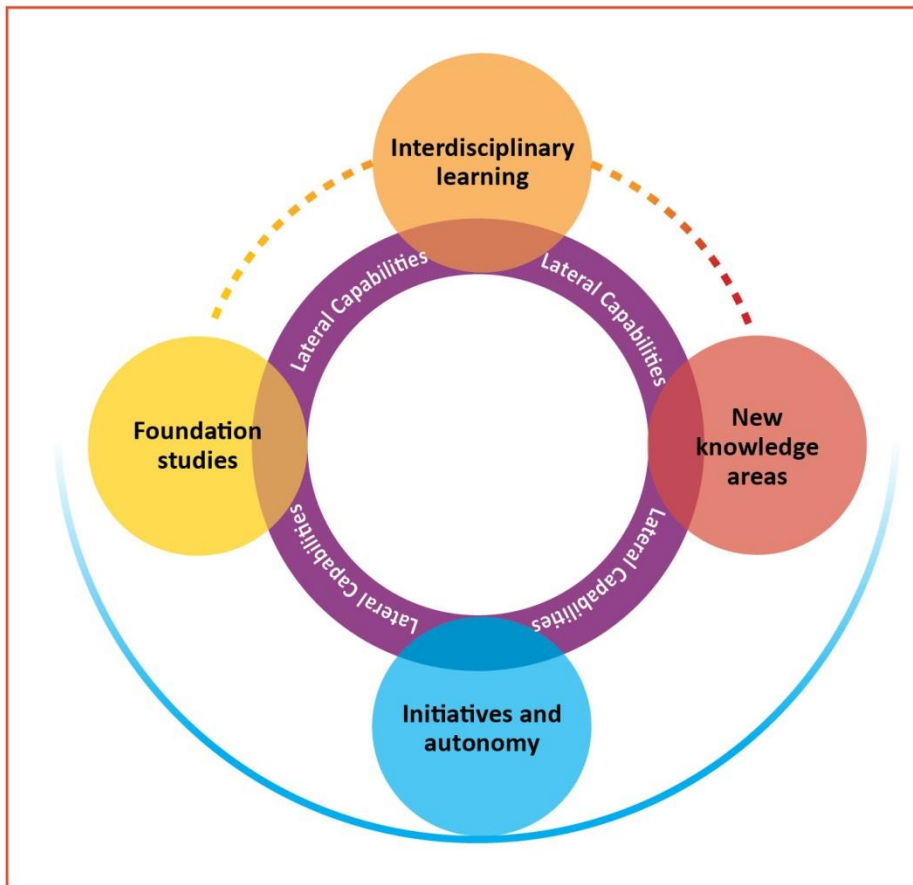 Interdisciplinary
learning
Lateral Capabilities
Lateral Capabilities
Foundation
studies
New
knowledge
areas
Lateral Capabilities
Lateral Capabilities
Initiatives and
autonomy